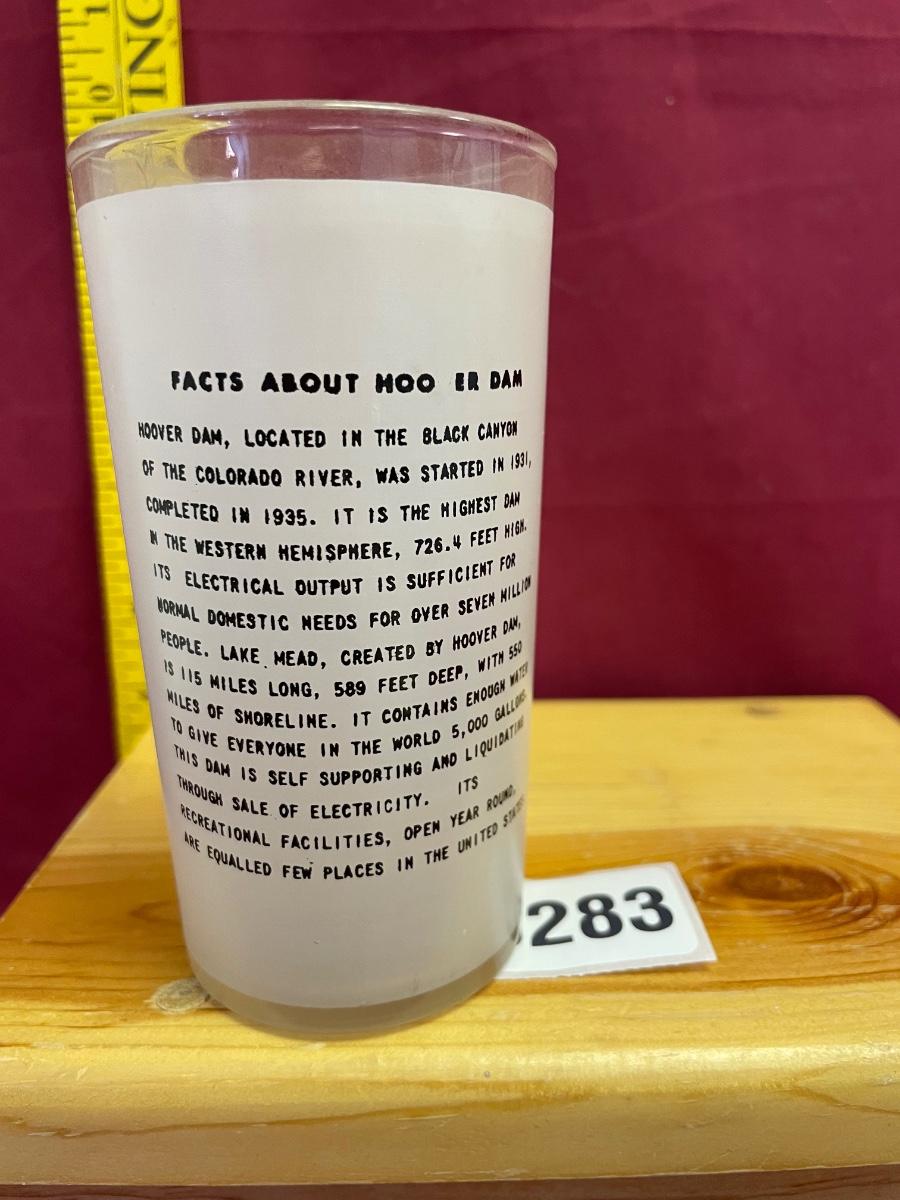 10
ING
FACTS ABOUT HOO ER DAM
HOOVER DAM, LOCATED IN THE BLACK CANYON
OF THE COLORADO RIVER, WAS STARTED IN 1931,
COMPLETED IN 1935. IT IS THE HIGHEST DAM
IN THE WESTERN HEMISPHERE, 726.4 FEET HIGH.
ITS ELECTRICAL OUTPUT IS SUFFICIENT FOR
NORMAL DOMESTIC NEEDS FOR OVER SEVEN MILLION
PEOPLE. LAKE MEAD, CREATED BY HOOVER DAM,
IS 115 MILES LONG, 589 FEET DEEP, WITH 550
MILES OF SHORELINE. IT CONTAINS ENOUGH WATER
TO GIVE EVERYONE IN THE WORLD 5,000 GALLONS.
THIS DAM IS SELF SUPPORTING AND LIQUIDATING
THROUGH SALE OF ELECTRICITY. ITS
RECREATIONAL FACILITIES, OPEN YEAR ROUND,
ARE EQUALLED FEW PLACES IN THE UNITED STATES
283